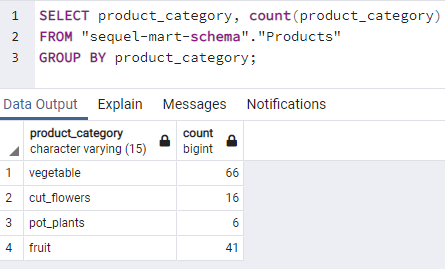 1 SELECT product_category, count(product_category)
2 FROM "sequel-mart-schema"."Products"
3 GROUP BY product_category;
Data Output Explain Messages Notifications
product_category count
character varying (15) bigint
1 vegetable 66
2 cut_flowers 16
3 pot_plants 6
4 fruit 41